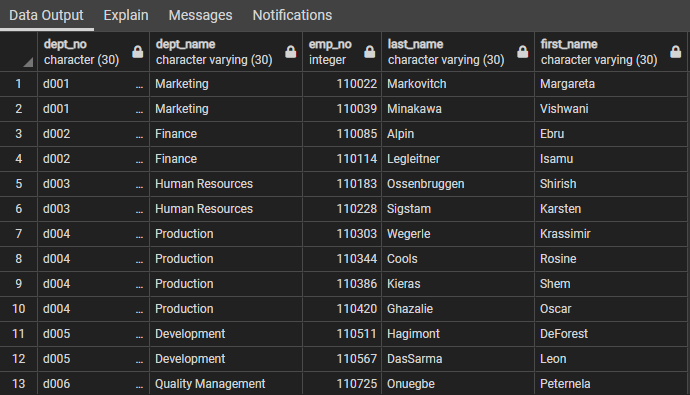 Data Output Explain Messages Notifications
dept_no dept_name emp_no last_name first_name
character (30) character varying (30) integer character varying (30) character varying (30)
1 d001 ... Marketing 110022 Markovitch Margareta
2 d001 ... Marketing 110039 Minakawa Vishwani
3 d002 ... Finance 110085 Alpin Ebru
4 d002 ... Finance 110114 Legleitner Isamu
5 d003 ... Human Resources 110183 Ossenbruggen Shirish
6 d003 ... Human Resources 110228 Sigstam Karsten
7 d004 ... Production 110303 Wegerle Krassimir
8 d004 ... Production 110344 Cools Rosine
9 d004 ... Production 110386 Kieras Shem
10 d004 ... Production 110420 Ghazalie Oscar
11 d005 ... Development 110511 Hagimont DeForest
12 d005 ... Development 110567 DasSarma Leon
13 d006 ... Quality Management 110725 Onuegbe Peternela